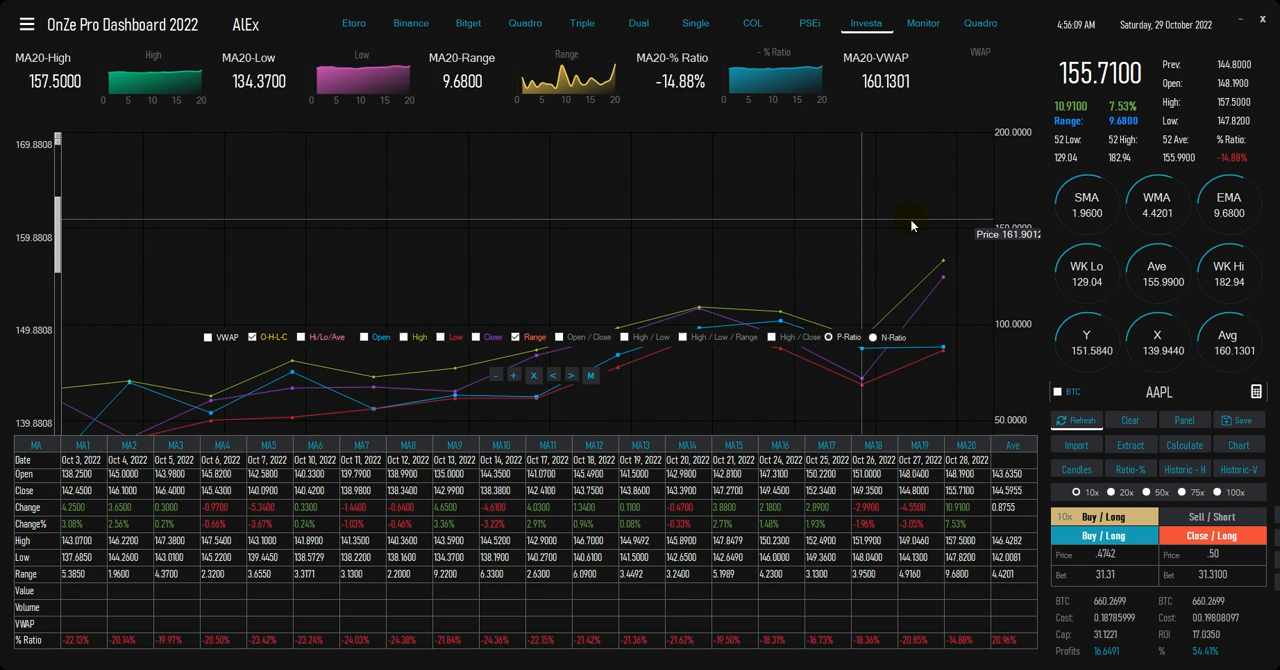 OnZe Pro Dashboard 2022 AlEx Etoro Binance Bitget Quadro Triple Dual Single COL PSEi Investa Monitor Quadro 4:56:09 AM Saturday, 29 October 2022 – X
MA20-High High MA20-Low Low MA20-Range Range MA20-% Ratio - % Ratio MA20-VWAP VWAP
157.5000 134.3700 9.6800 -14.88% 160.1301
0 5 10 15 20 0 5 10 15 20 0 5 10 15 20 0 5 10 15 20
155.7100
10.9100 7.53%
Range: 9.6800
Prev: 144.8000
Open: 148.1900
High: 157.5000
Low: 147.8200
52 Low: 52 High: 52 Ave: % Ratio:
129.04 182.94 155.9900 -14.88%
169.8808 200.0000
159.8808 150.0000
Price 161.9012
149.8808 100.0000
139.8808 50.0000
VWAP O-H-L-C Hi/Lo/Ave Open High Low Close Range Open / Close High / Low High / Low / Range High / Close P-Ratio N-Ratio
– + X < > M
SMA WMA EMA
1.9600 4.4201 9.6800
WK Lo Ave WK Hi
129.04 155.9900 182.94
Y X Avg
151.5840 139.9440 160.1301
BTC AAPL
Refresh Clear Panel Save
Import Extract Calculate Chart
Candles Ratio-% Historic - H Historic-V
10x 20x 50x 75x 100x
10x Buy / Long Sell / Short
Buy / Long Close / Long
Price .4742 Price .50
Bet 31.31 Bet 31.3100
BTC 660.2699 BTC 660.2699
Cost: 0.18785999 Cost: 00.19808097
Cap: 31.1221 ROI 17.0350
Profits 16.6491 % 54.41%
MA MA1 MA2 MA3 MA4 MA5 MA6 MA7 MA8 MA9 MA10 MA11 MA12 MA13 MA14 MA15 MA16 MA17 MA18 MA19 MA20 Ave
Date Oct 3, 2022 Oct 4, 2022 Oct 5, 2022 Oct 6, 2022 Oct 7, 2022 Oct 10, 2022 Oct 11, 2022 Oct 12, 2022 Oct 13, 2022 Oct 14, 2022 Oct 17, 2022 Oct 18, 2022 Oct 19, 2022 Oct 20, 2022 Oct 21, 2022 Oct 24, 2022 Oct 25, 2022 Oct 26, 2022 Oct 27, 2022 Oct 28, 2022
Open 138.2500 145.0000 143.9800 145.8200 142.5800 140.3300 139.7900 138.9900 135.0000 144.3500 141.0700 145.4900 141.6900 142.9800 142.8100 147.3100 150.2200 151.0000 148.0400 148.1900 143.6350
Close 142.4500 146.1000 146.4000 145.4300 140.0900 140.4200 138.9800 138.3400 142.9900 138.3800 142.4100 143.7500 143.8600 143.3900 147.2700 149.4500 152.3400 149.3500 144.8000 155.7100 144.5955
Change 4.2500 3.6500 0.3000 -0.9700 -5.3400 0.3300 -1.4400 -0.6400 4.6500 -4.6100 4.0300 1.3400 0.1100 -0.4700 3.8800 2.1800 2.8900 -2.9900 -4.5500 10.9100 0.8755
Change% 3.08% 2.56% 0.21% -0.66% -3.67% 0.24% -1.03% -0.46% 3.36% -3.22% 2.91% 0.94% 0.08% -0.33% 2.71% 1.48% 1.93% -1.96% -3.05% 7.53%
High 143.0700 146.2200 147.3800 147.5400 143.1000 141.8900 141.3500 140.3600 143.5900 144.5200 142.9000 146.7000 144.9492 145.8900 147.8479 150.2300 152.4900 151.9900 149.0460 157.5000 146.4282
Low 137.6850 144.2600 143.0100 145.2200 139.4450 138.5729 138.2200 138.1600 134.3700 138.1900 140.2700 140.6100 141.5000 142.6500 142.6490 146.0000 149.3600 148.0400 144.1300 147.8200 142.0081
Range 5.3850 1.9600 4.3700 2.3200 3.6550 3.3171 3.1300 2.2000 9.2200 6.3300 2.6300 6.0900 3.4492 3.2400 5.1989 4.2300 3.1300 3.9500 4.9160 9.6800 4.4201
Value
Volume
VWAP
% Ratio -22.13% -20.14% -19.97% -20.50% -23.42% -23.24% -24.03% -24.38% -21.84% -24.36% -22.15% -21.42% -21.36% -21.62% -19.50% -18.31% -16.73% -18.36% -20.85% -14.88% 20.96%